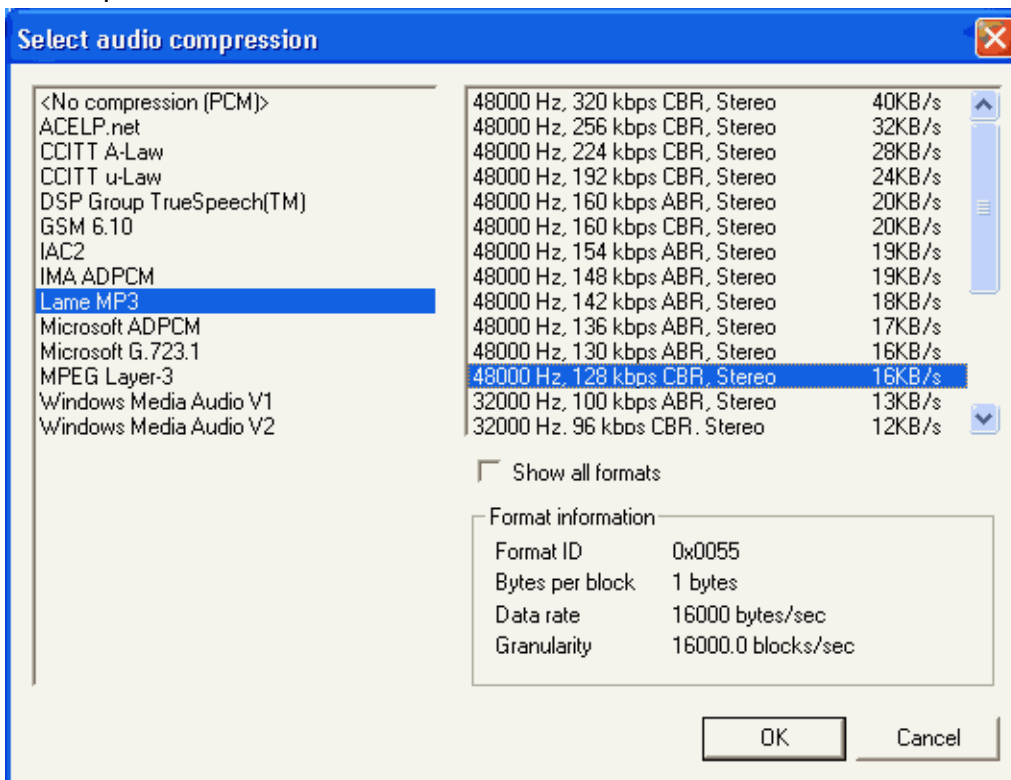 Select audio compression
<No compression (PCM)>
ACELP.net
CCITT A-Law
CCITT u-Law
DSP Group TrueSpeech(TM)
GSM 6.10
IAC2
IMA ADPCM
Lame MP3
Microsoft ADPCM
Microsoft G.723.1
MPEG Layer-3
Windows Media Audio V1
Windows Media Audio V2
48000 Hz, 320 kbps CBR, Stereo 40KB/s
48000 Hz, 256 kbps CBR, Stereo 32KB/s
48000 Hz, 224 kbps CBR, Stereo 28KB/s
48000 Hz, 192 kbps CBR, Stereo 24KB/s
48000 Hz, 160 kbps ABR, Stereo 20KB/s
48000 Hz, 160 kbps CBR, Stereo 20KB/s
48000 Hz, 154 kbps ABR, Stereo 19KB/s
48000 Hz, 148 kbps ABR, Stereo 19KB/s
48000 Hz, 142 kbps ABR, Stereo 18KB/s
48000 Hz, 136 kbps ABR, Stereo 17KB/s
48000 Hz, 130 kbps ABR, Stereo 16KB/s
48000 Hz, 128 kbps CBR, Stereo 16KB/s
32000 Hz, 100 kbps ABR, Stereo 13KB/s
32000 Hz, 96 kbps CBR, Stereo 12KB/s
Show all formats
Format information
Format ID 0x0055
Bytes per block 1 bytes
Data rate 16000 bytes/sec
Granularity 16000.0 blocks/sec
OK Cancel